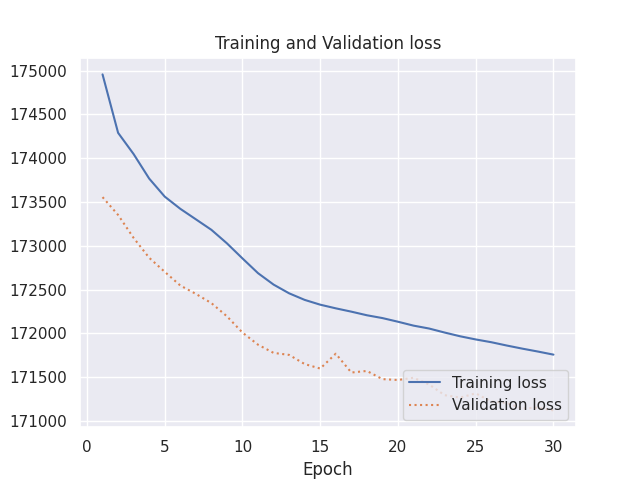 Training and Validation loss
175000
174500
174000
173500
173000
172500
172000
171500
171000
Training loss
Validation loss
0 5 10 15 20 25 30
Epoch